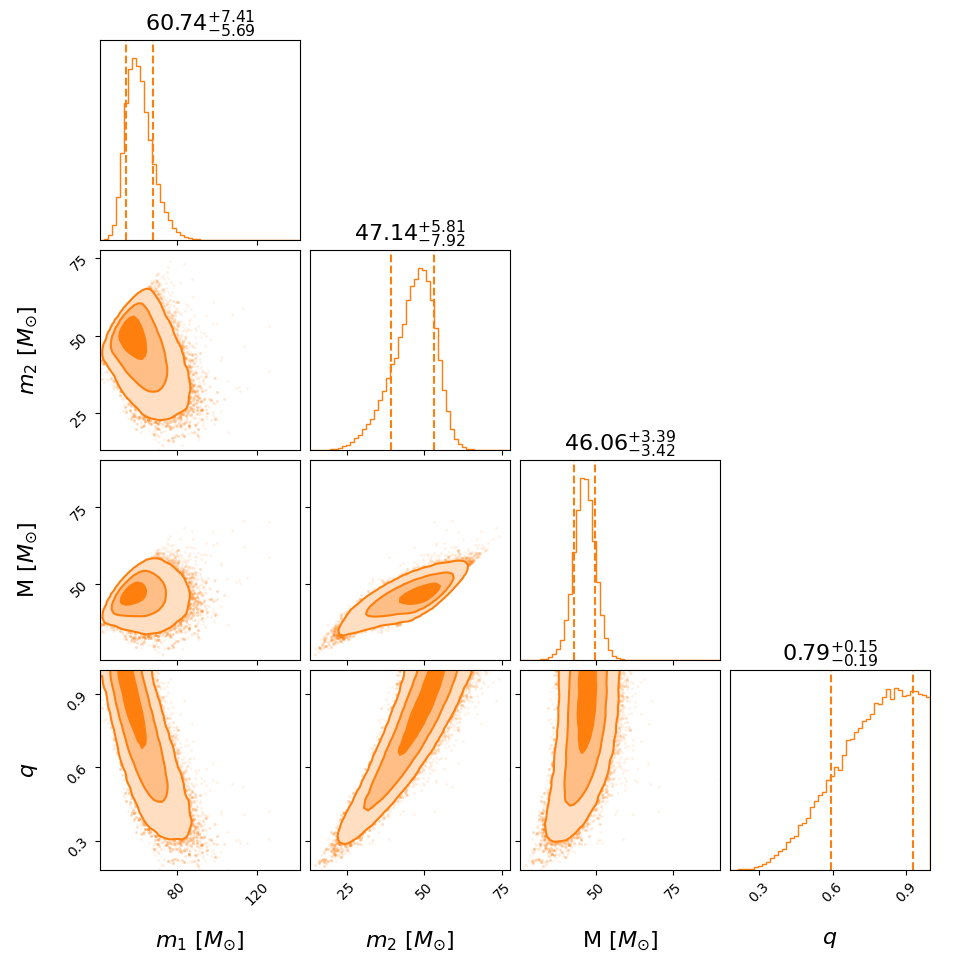 60.74^{+7.41}_{-5.69}
47.14^{+5.81}_{-7.92}
75
50
25
m_2 [M_⊙]
46.06^{+3.39}_{-3.42}
75
50
M [M_⊙]
0.79^{+0.15}_{-0.19}
0.9
0.6
0.3
q
80 120 25 50 75 50 75 0.3 0.6 0.9
m_1 [M_⊙] m_2 [M_⊙] M [M_⊙] q